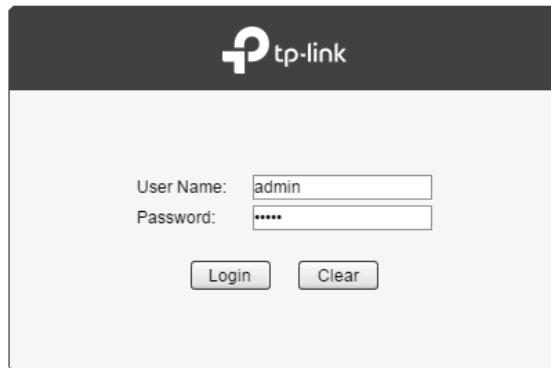 tp-link
User Name: admin
Password: •••••
Login Clear